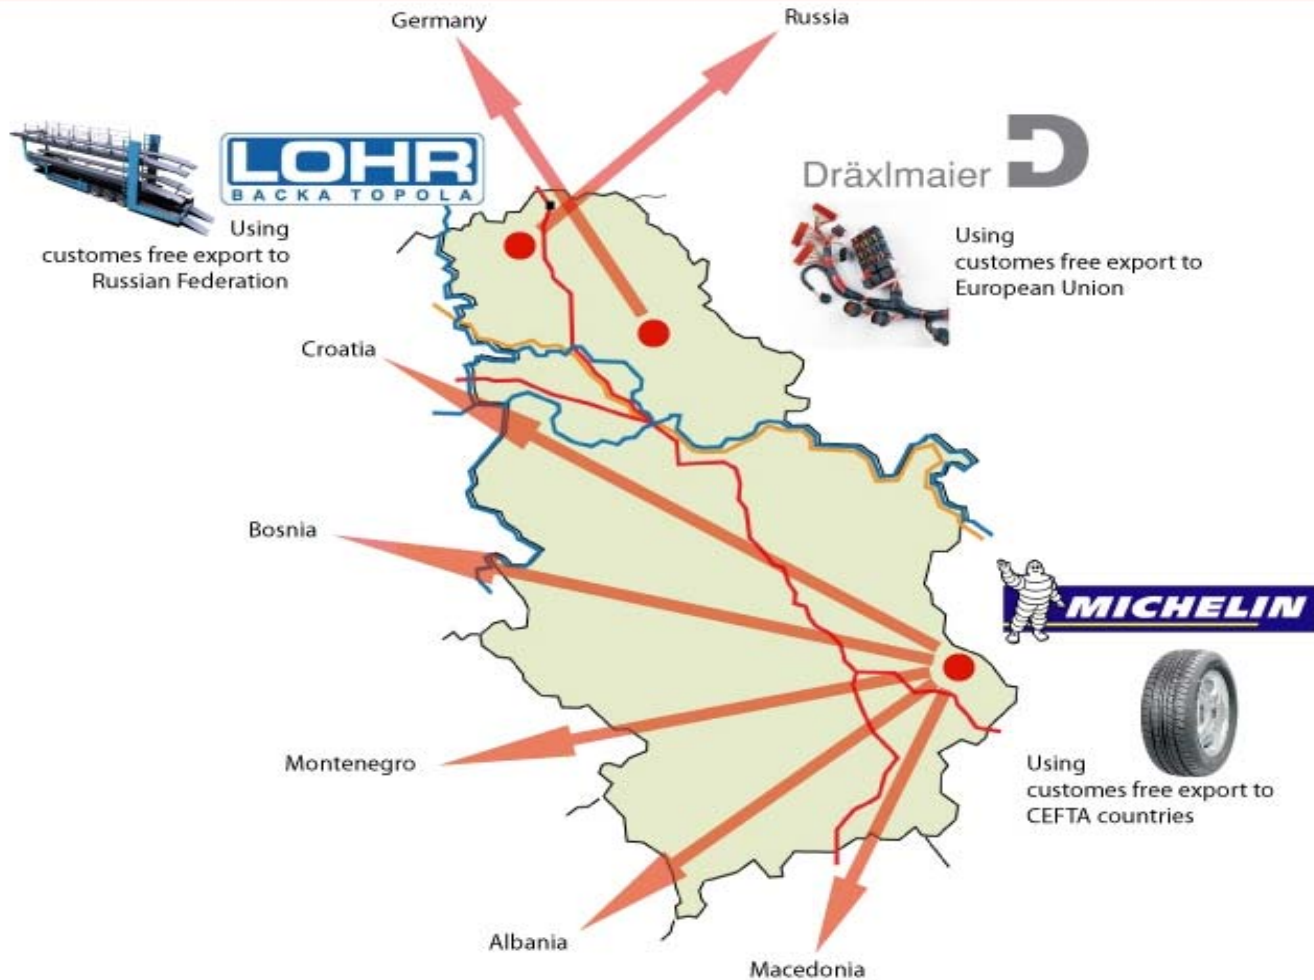 Germany
Russia
LOHR
BACKA TOPOLA
Dräxlmaier
Using
customes free export to
Russian Federation
Using
customes free export to
European Union
Croatia
Bosnia
MICHELIN
Montenegro
Using
customes free export to
CEFTA countries
Albania
Macedonia